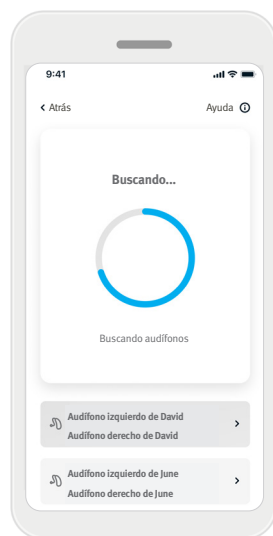 9:41
Atrás
Ayuda
Buscando...
Buscando audífonos
Audífono izquierdo de David
Audífono derecho de David
Audífono izquierdo de June
Audífono derecho de June